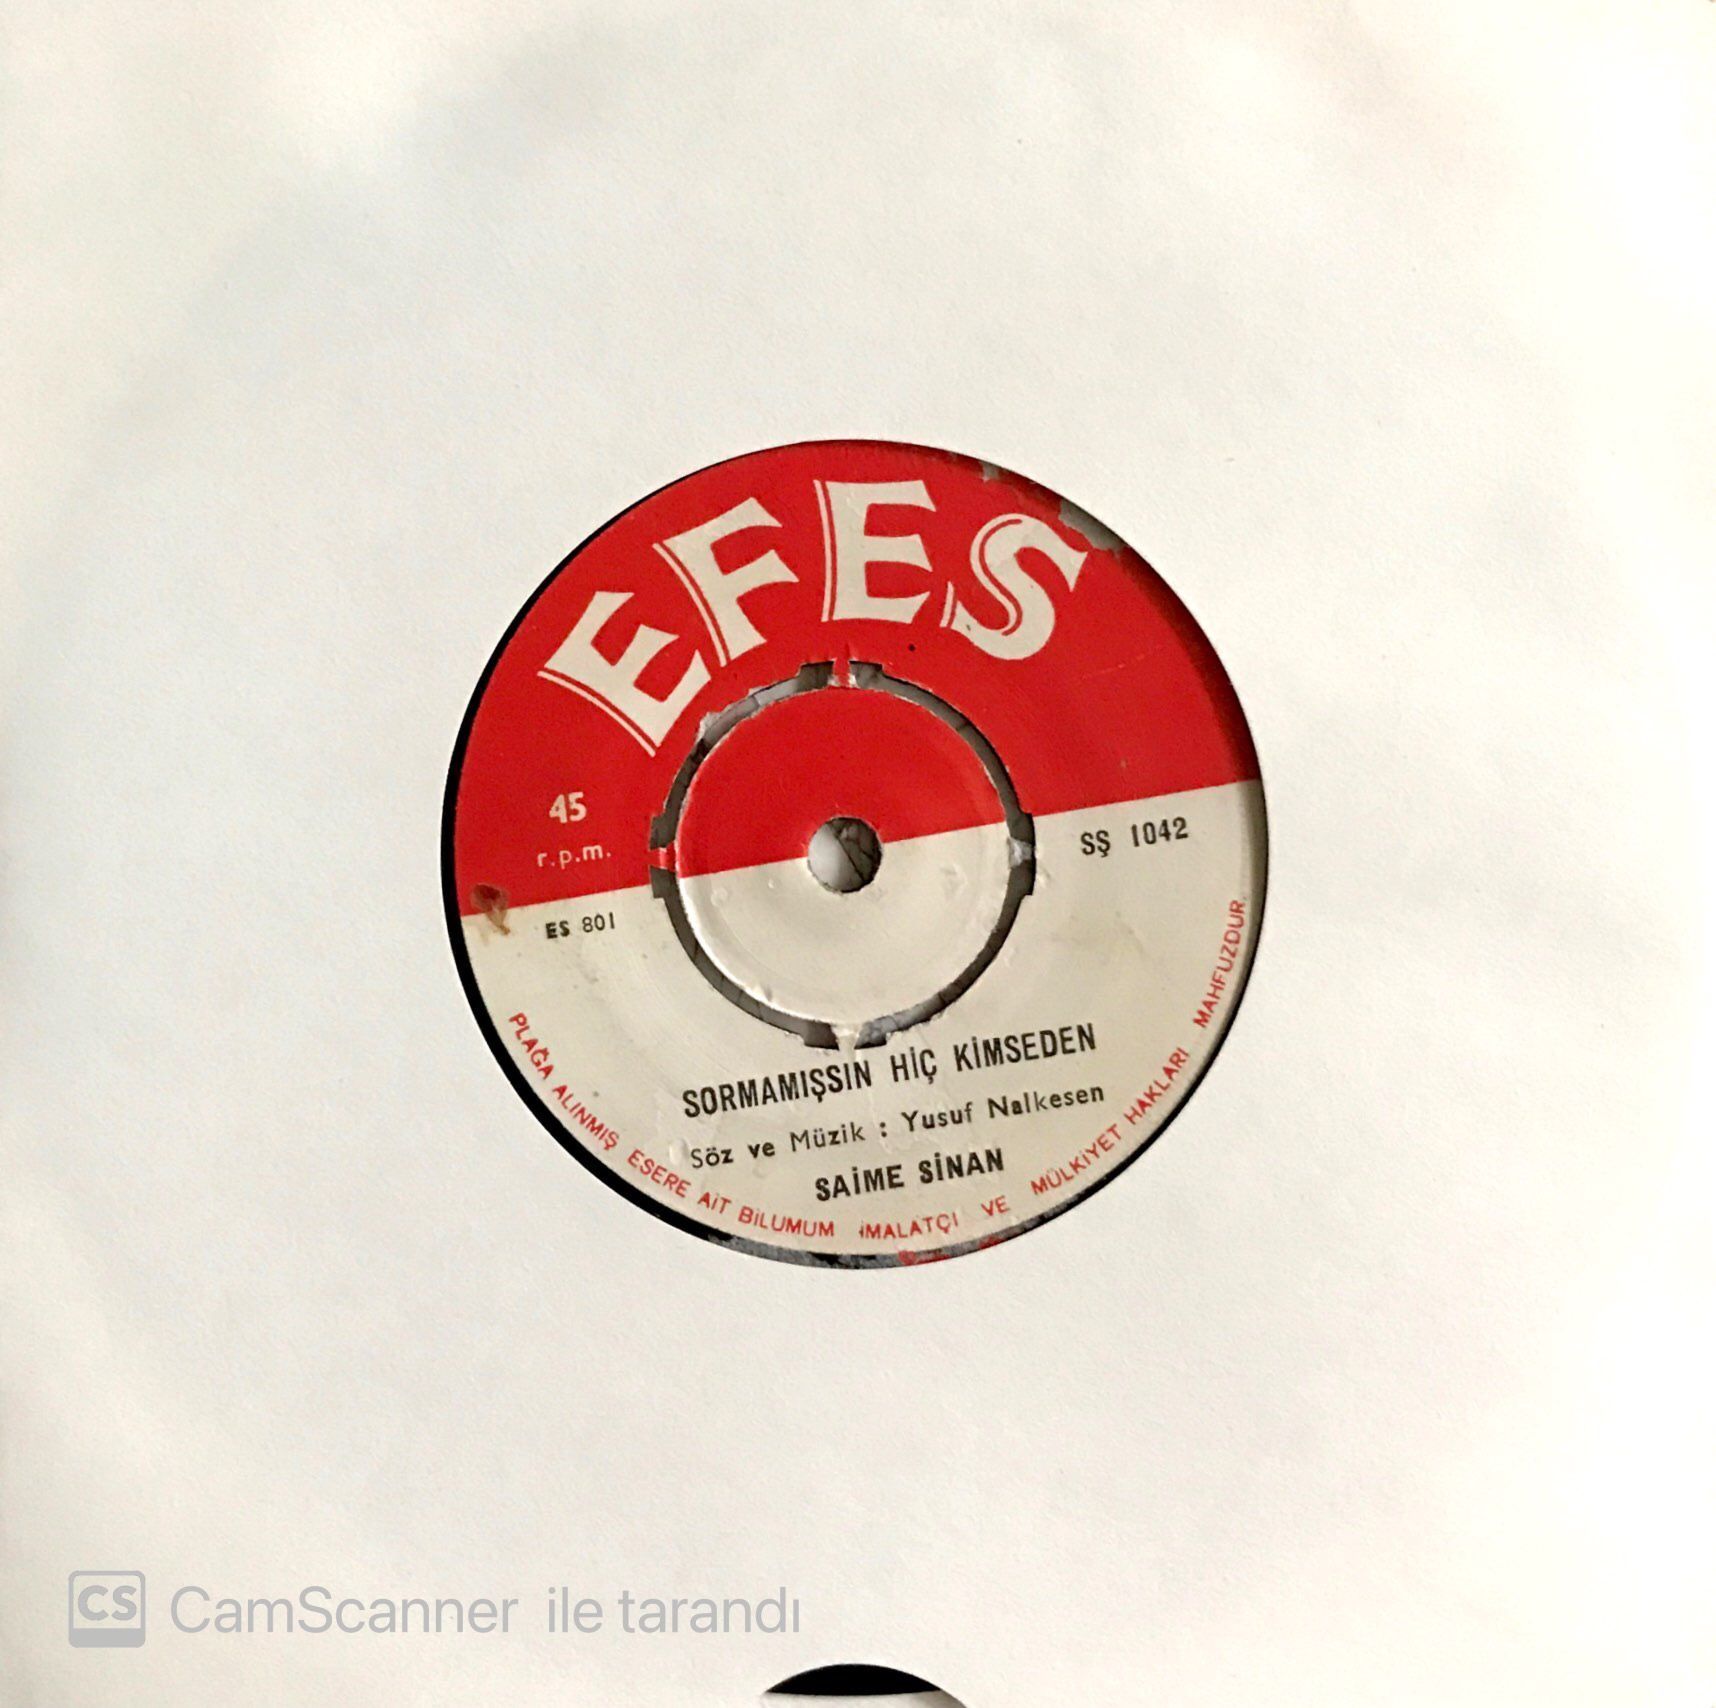 EFES
45
r.p.m.
SŞ 1042
ES 801
SORMAMIŞSIN HİÇ KİMSEDEN
Söz ve Müzik : Yusuf Nalkesen
SAİME SİNAN
PLAĞA ALINMIŞ ESERE AİT BİLUMUM İMALATÇI VE MÜLKİYET HAKLARI MAHFUZDUR.
CS CamScanner ile tarandı